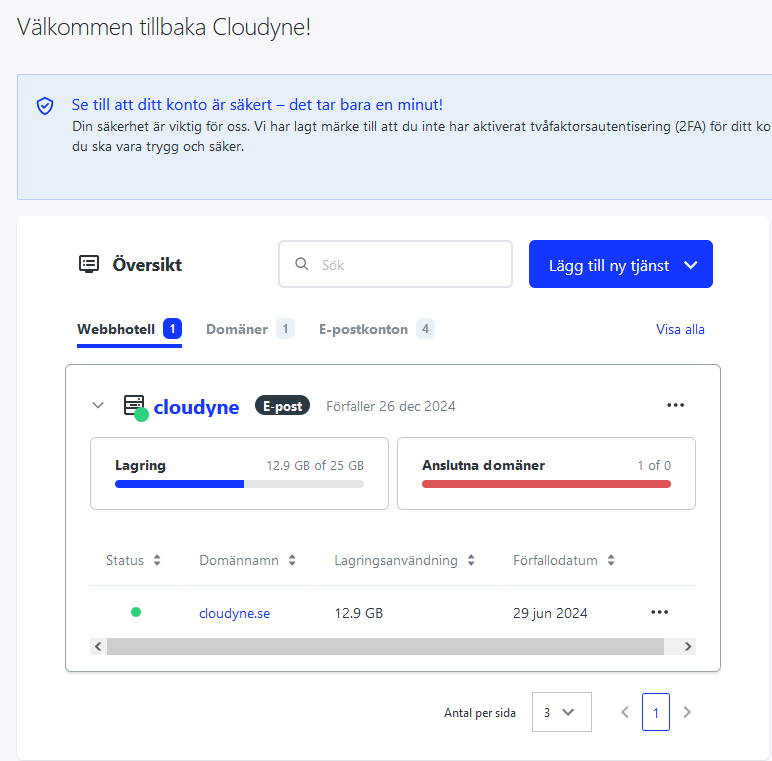 Välkommen tillbaka Cloudyne!
Se till att ditt konto är säkert – det tar bara en minut!
Din säkerhet är viktig för oss. Vi har lagt märke till att du inte har aktiverat tvåfaktorsautentisering (2FA) för ditt ko
du ska vara trygg och säker.
Översikt
Sök
Lägg till ny tjänst
Webbhotell 1 Domäner 1 E-postkonton 4 Visa alla
cloudyne E-post Förfaller 26 dec 2024
Lagring 12.9 GB of 25 GB
Anslutna domäner 1 of 0
Status Domännamn Lagringsanvändning Förfallodatum
cloudyne.se 12.9 GB 29 jun 2024
Antal per sida 3 1